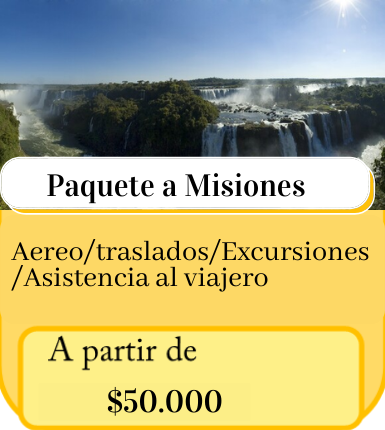 Paquete a Misiones
Aereo/traslados/Excursiones
/Asistencia al viajero
A partir de
$50.000